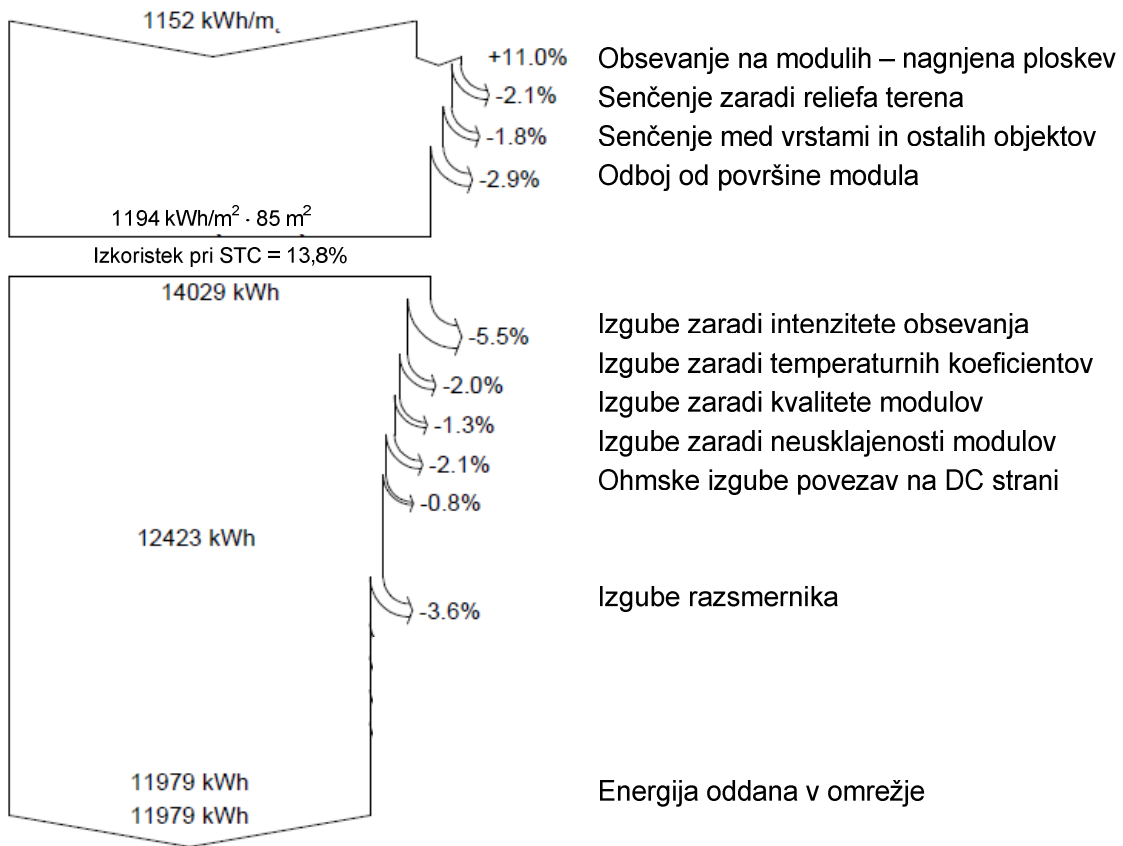 1152 kWh/m
+11.0% Obsevanje na modulih – nagnjena ploskev
-2.1% Senčenje zaradi reliefa terena
-1.8% Senčenje med vrstami in ostalih objektov
-2.9% Odboj od površine modula
1194 kWh/m² · 85 m²
Izkoristek pri STC = 13,8%
14029 kWh
-5.5% Izgube zaradi intenzitete obsevanja
-2.0% Izgube zaradi temperaturnih koeficientov
-1.3% Izgube zaradi kvalitete modulov
-2.1% Izgube zaradi neusklajenosti modulov
-0.8% Ohmske izgube povezav na DC strani
12423 kWh
-3.6% Izgube razsmernika
11979 kWh
11979 kWh
Energija oddana v omrežje